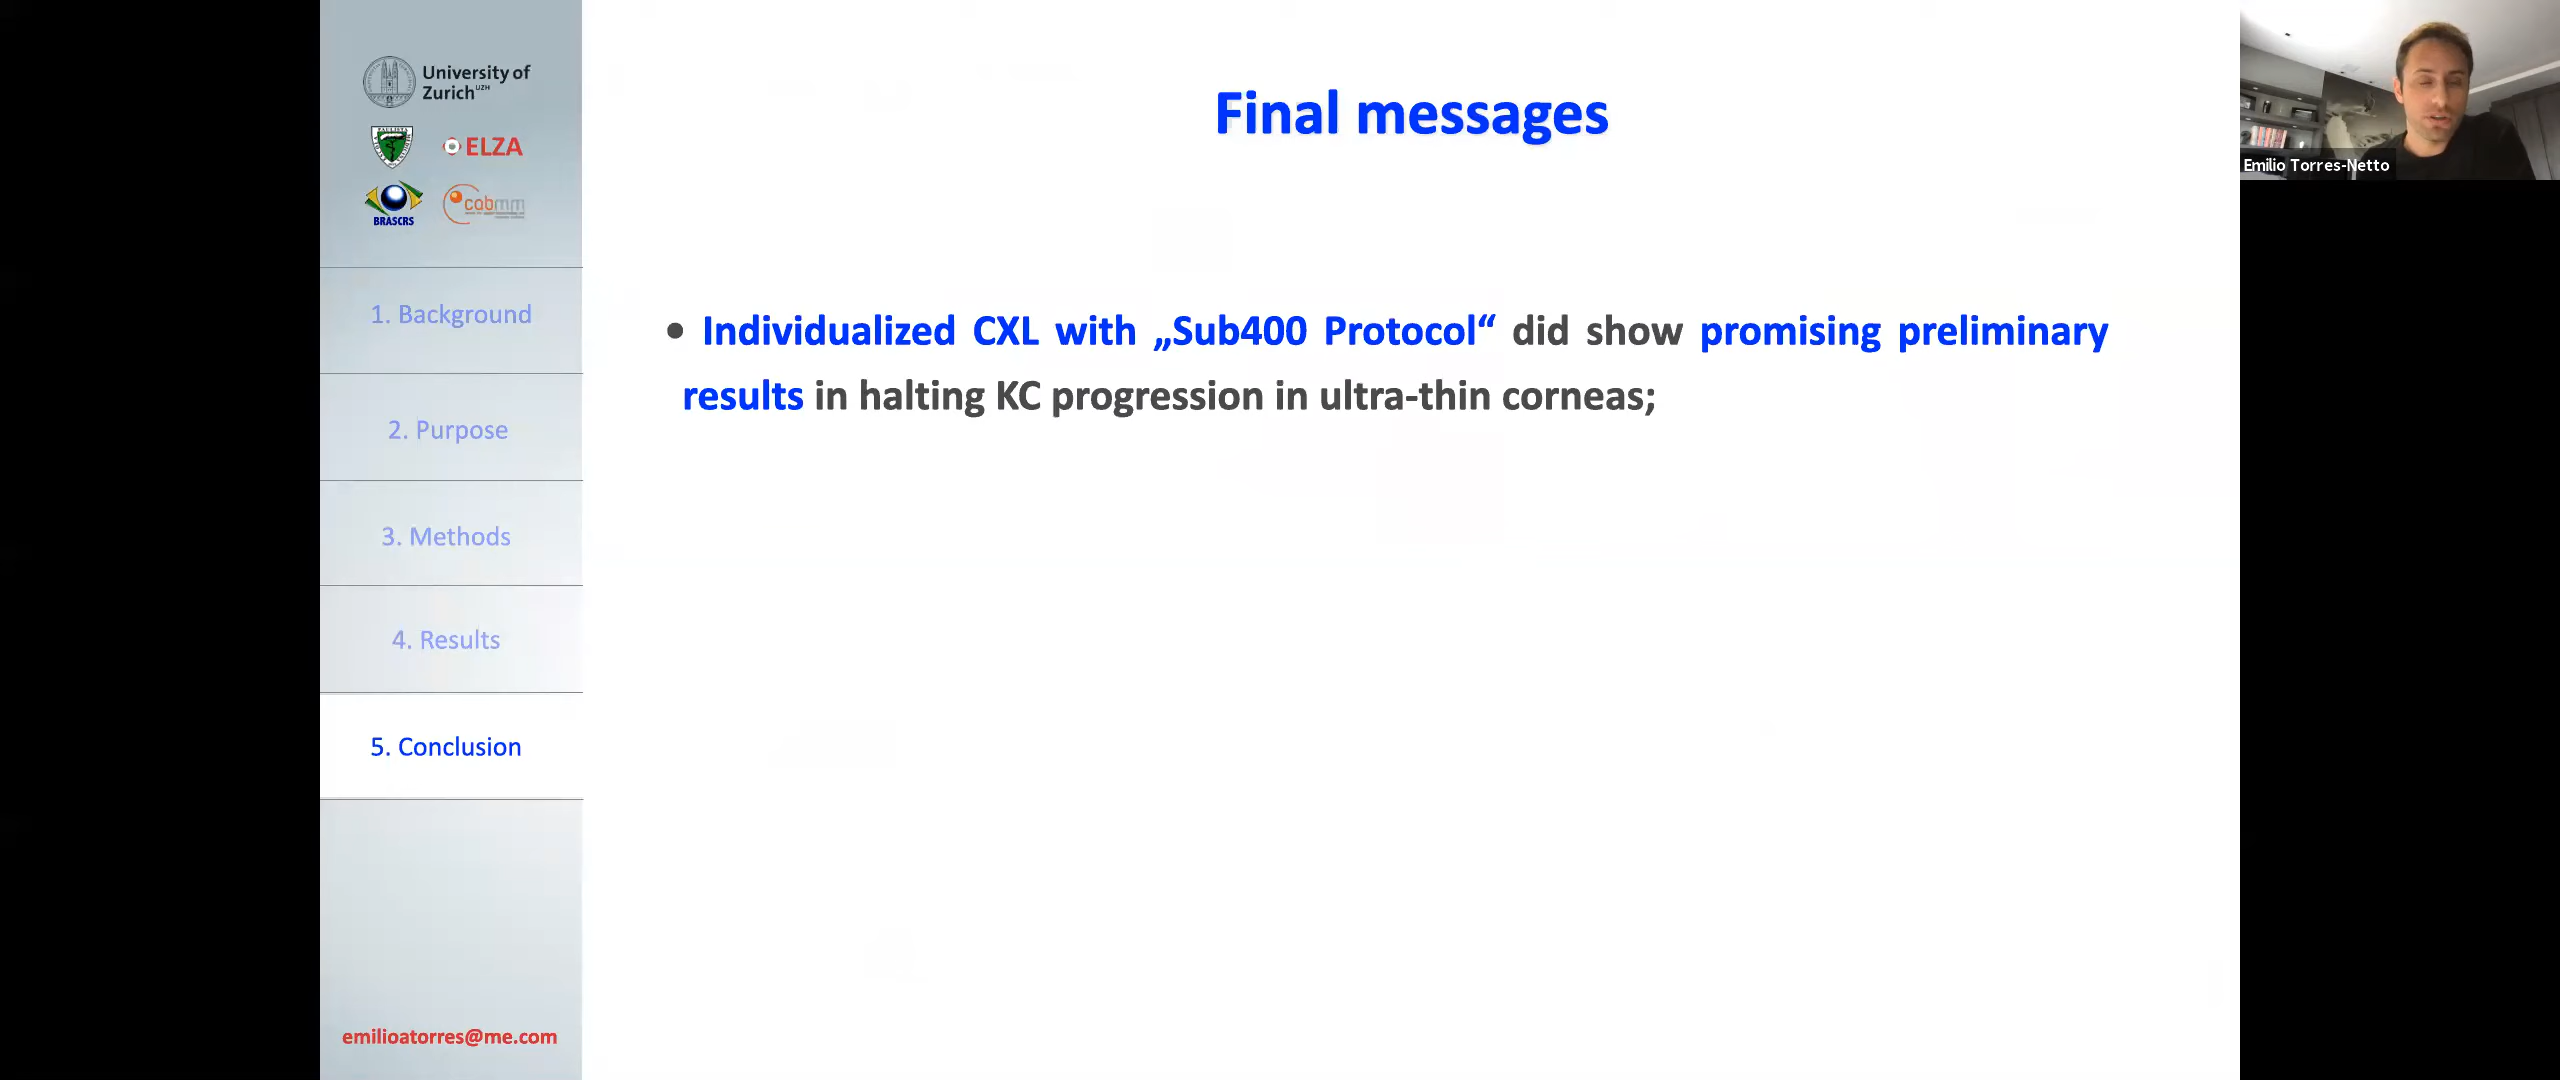 University of
Zurich UZH
PAULISTA
ELZA
BRASCRS
cabmm
1. Background
2. Purpose
3. Methods
4. Results
5. Conclusion
emilioatorres@me.com
Final messages
• Individualized CXL with „Sub400 Protocol“ did show promising preliminary
results in halting KC progression in ultra-thin corneas;
Emilio Torres-Netto